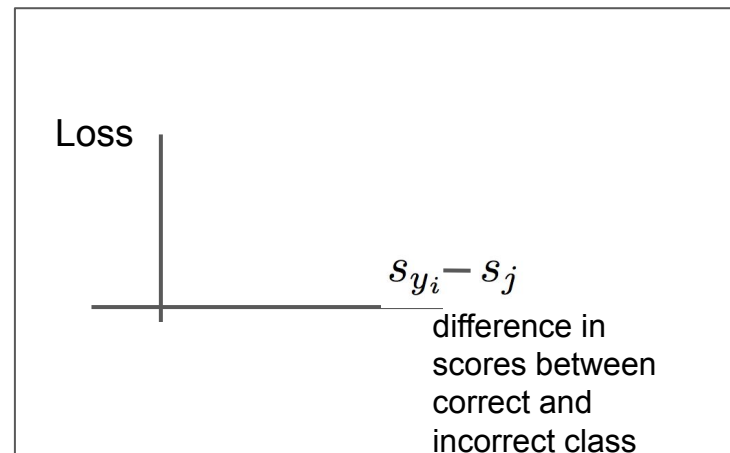 Loss
s_{y_i} − s_j
difference in
scores between
correct and
incorrect class